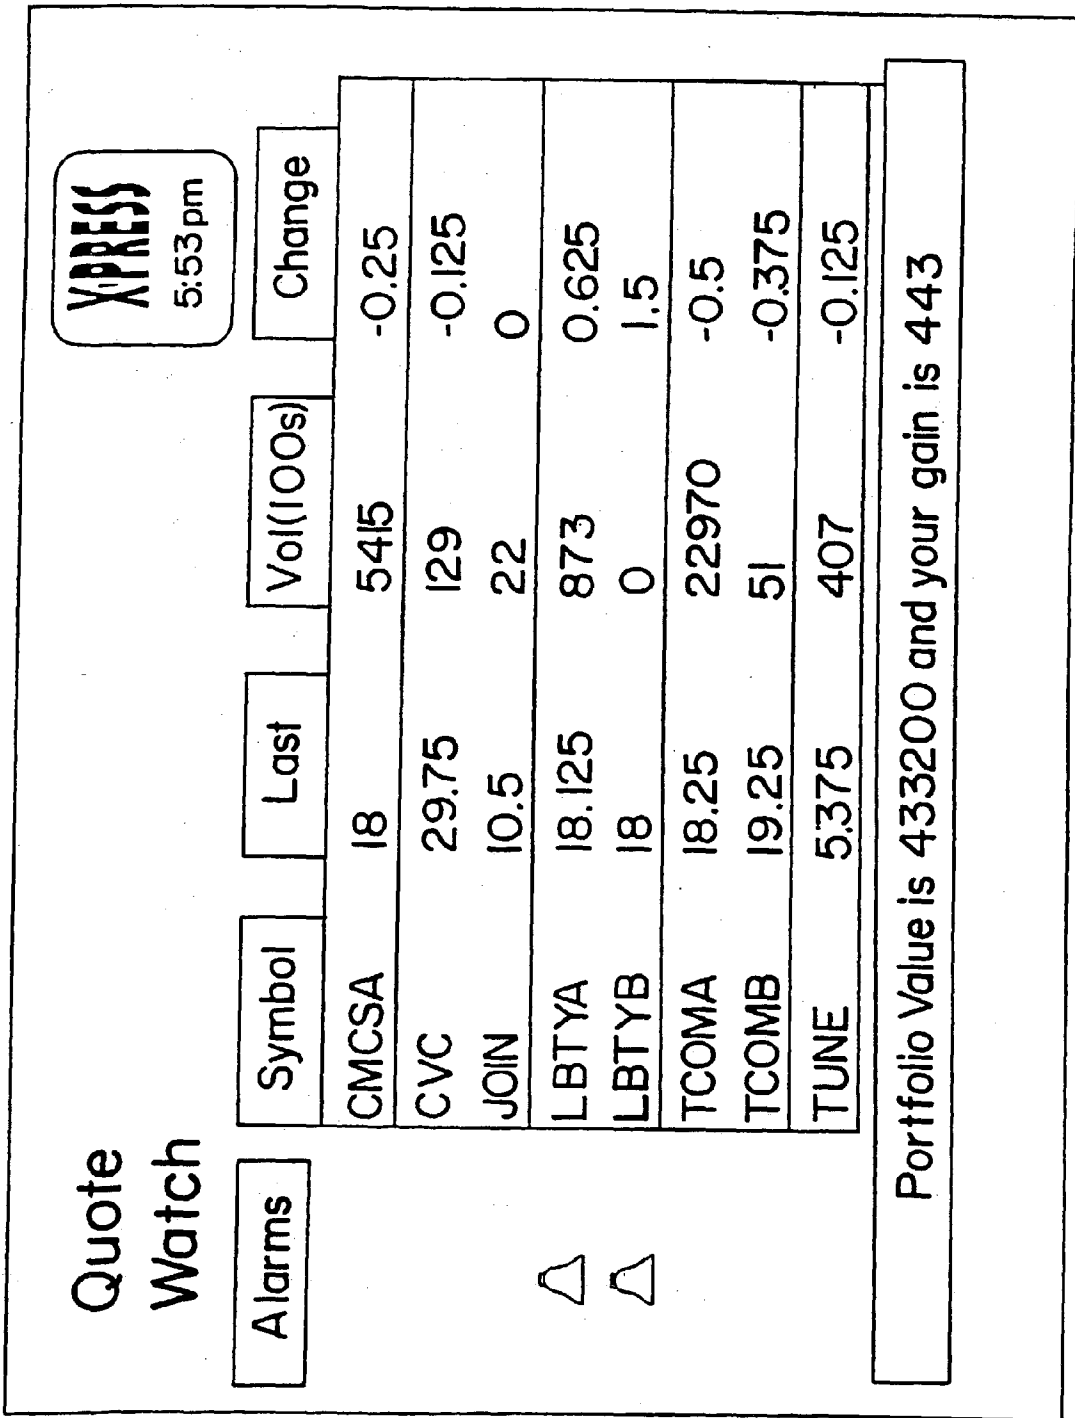 Quote
Watch
X·PRESS
5:53pm
Alarms Symbol Last Vol(100s) Change
CMCSA 18 5415 -0.25
CVC 29.75 129 -0.125
JOIN 10.5 22 0
LBTYA 18.125 873 0.625
LBTYB 18 0 1.5
TCOMA 18.25 22970 -0.5
TCOMB 19.25 51 -0.375
TUNE 5.375 407 -0.125
Portfolio Value is 433200 and your gain is 443